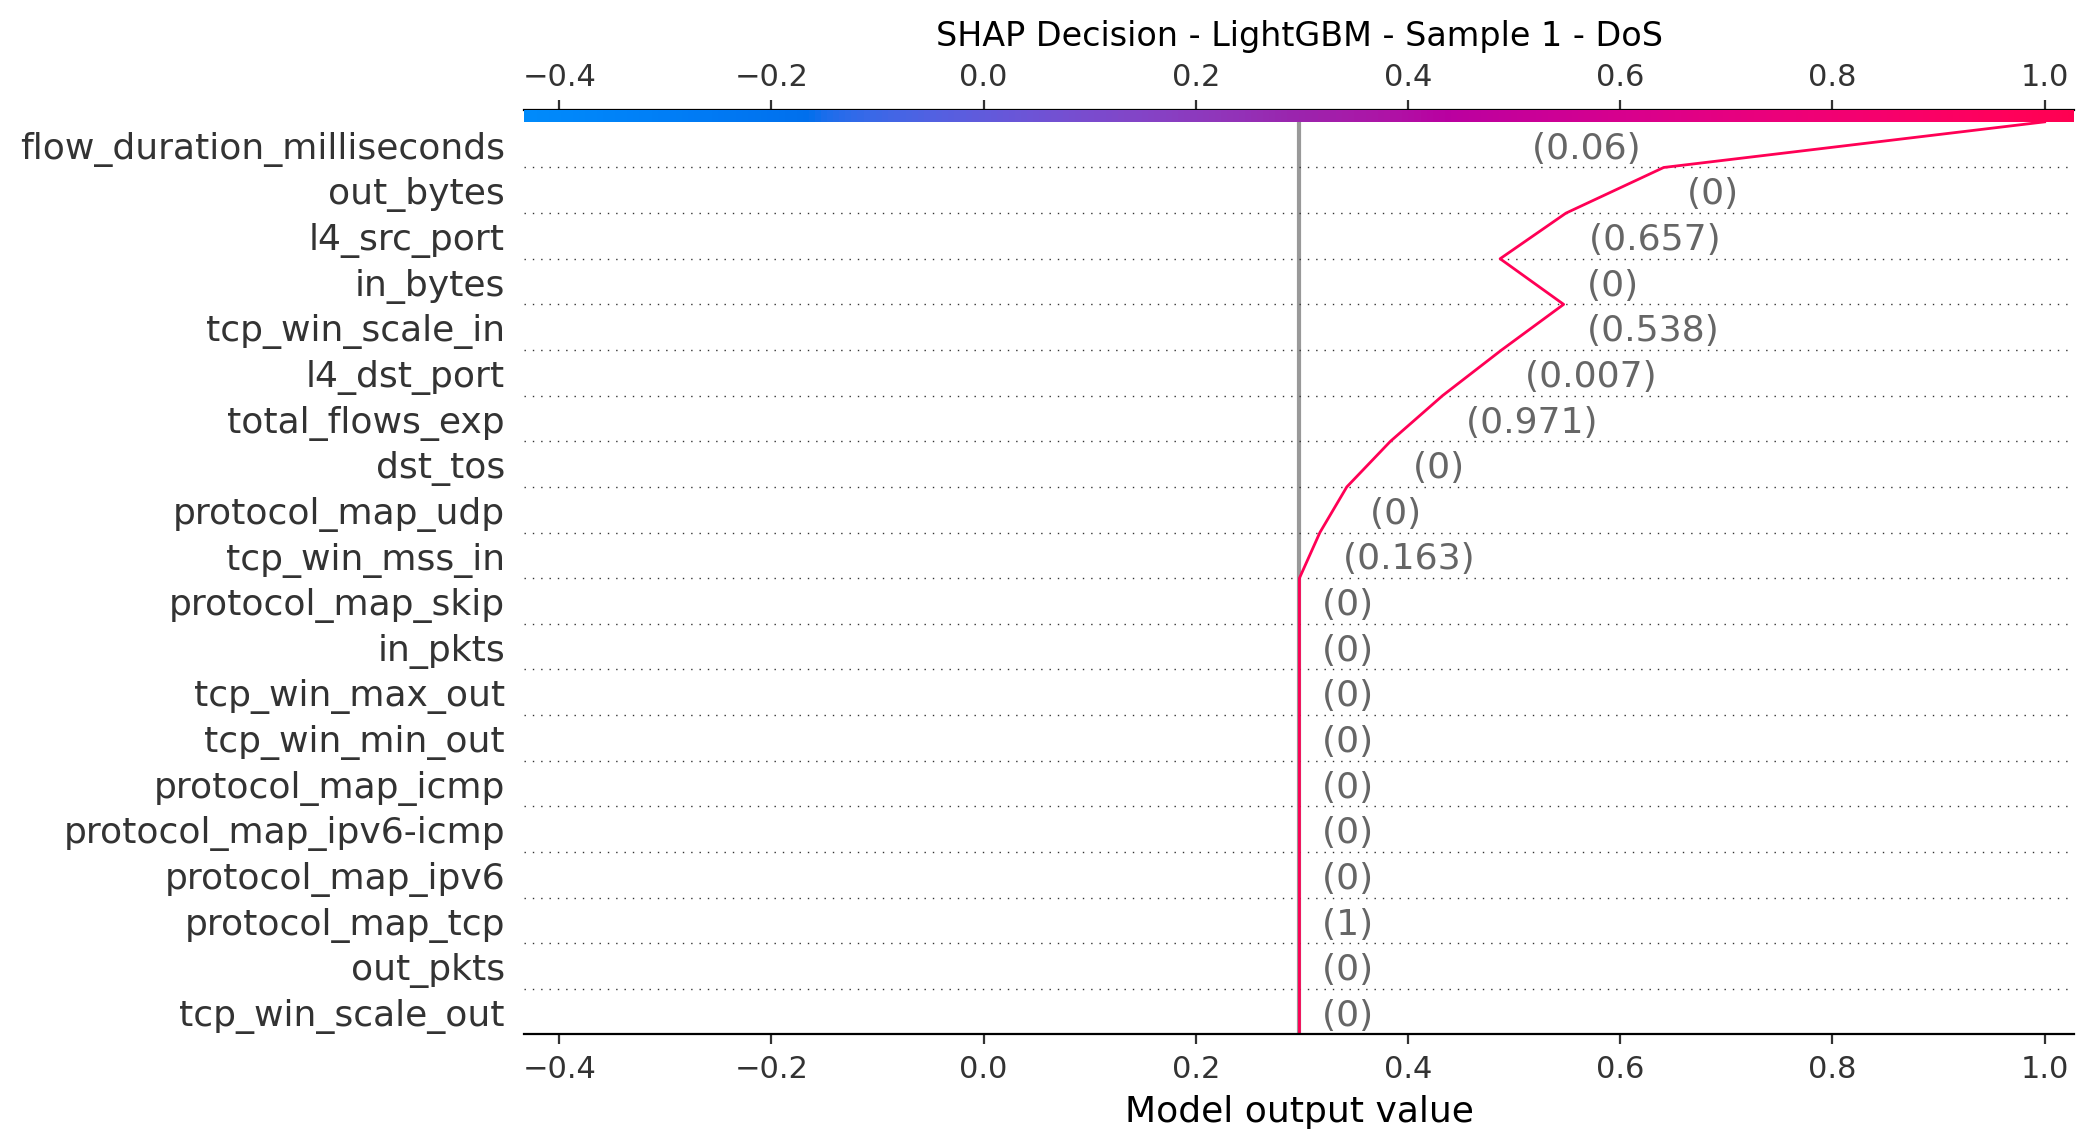 SHAP Decision - LightGBM - Sample 1 - DoS
−0.4 −0.2 0.0 0.2 0.4 0.6 0.8 1.0
flow_duration_milliseconds (0.06)
out_bytes (0)
l4_src_port (0.657)
in_bytes (0)
tcp_win_scale_in (0.538)
l4_dst_port (0.007)
total_flows_exp (0.971)
dst_tos (0)
protocol_map_udp (0)
tcp_win_mss_in (0.163)
protocol_map_skip (0)
in_pkts (0)
tcp_win_max_out (0)
tcp_win_min_out (0)
protocol_map_icmp (0)
protocol_map_ipv6-icmp (0)
protocol_map_ipv6 (0)
protocol_map_tcp (1)
out_pkts (0)
tcp_win_scale_out (0)
−0.4 −0.2 0.0 0.2 0.4 0.6 0.8 1.0
Model output value